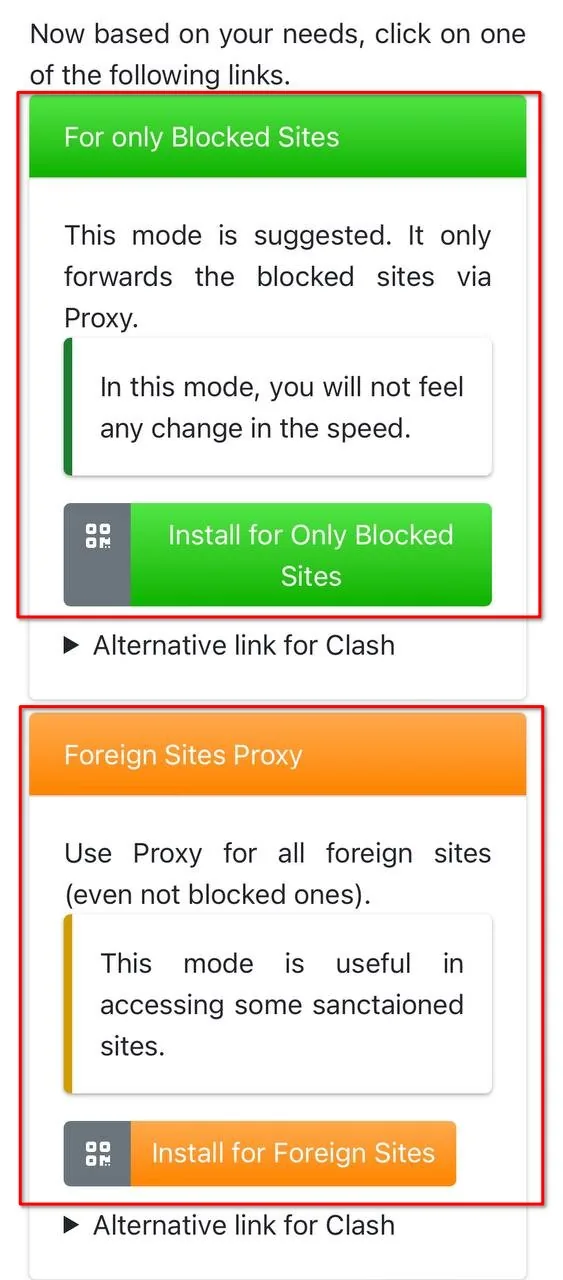 Now based on your needs, click on one
of the following links.
For only Blocked Sites
This mode is suggested. It only
forwards the blocked sites via
Proxy.
In this mode, you will not feel
any change in the speed.
Install for Only Blocked
Sites
Alternative link for Clash
Foreign Sites Proxy
Use Proxy for all foreign sites
(even not blocked ones).
This mode is useful in
accessing some sanctaioned
sites.
Install for Foreign Sites
Alternative link for Clash